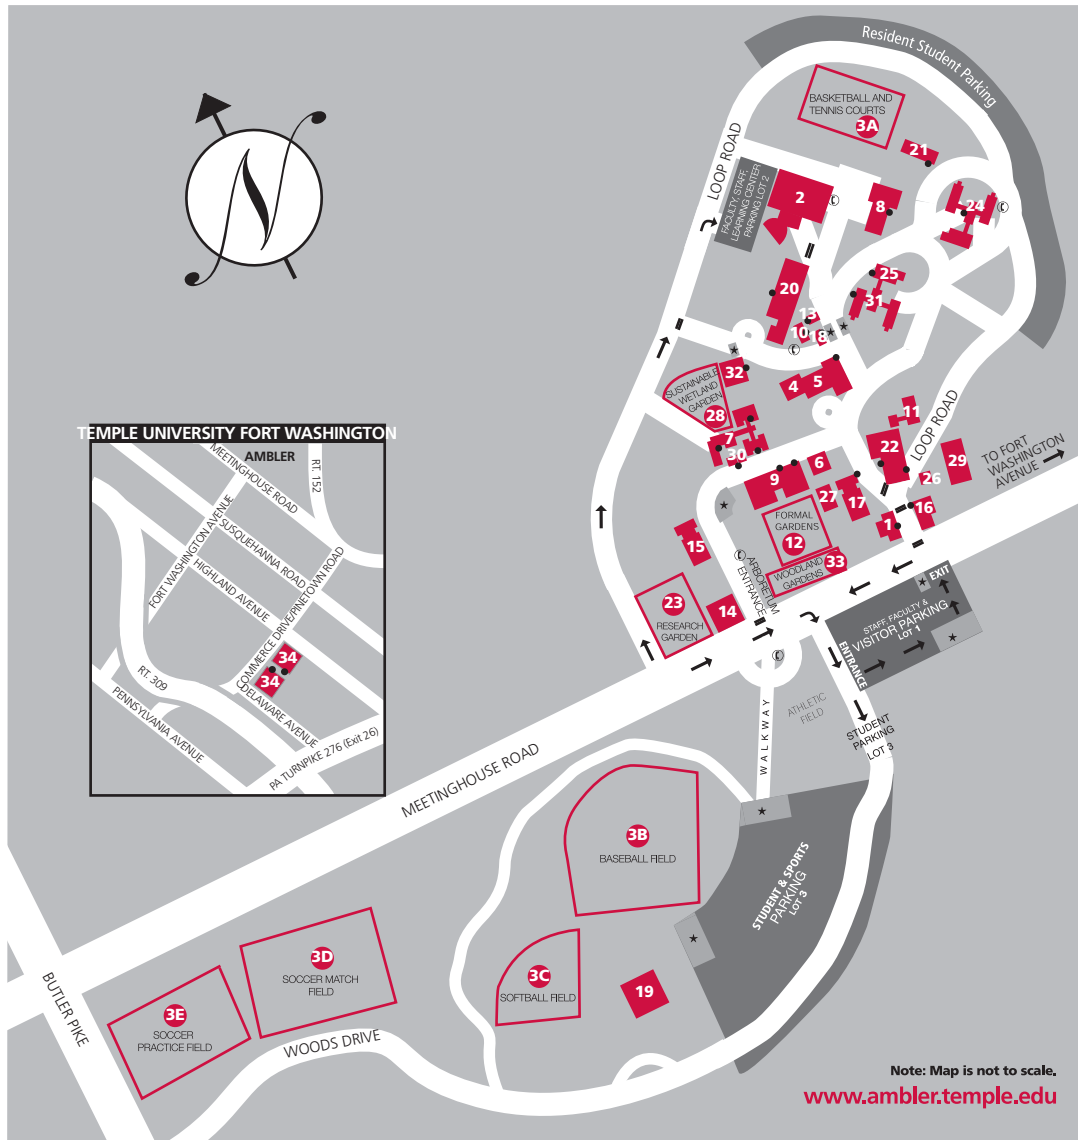 Resident Student Parking
BASKETBALL AND
TENNIS COURTS
3A
21
LOOP ROAD
FACULTY, STAFF,
LEARNING CENTER
PARKING LOT 2
2
8
24
N
25
20
31
13
10
18
32
4
5
SUSTAINABLE
WETLAND
GARDEN
28
11
LOOP ROAD
7
30
22
TO FORT
WASHINGTON
AVENUE
29
26
6
9
27
17
16
1
FORMAL
GARDENS
12
15
33
WOODLAND
GARDENS
ARBORETUM
ENTRANCE
EXIT
23
RESEARCH
GARDEN
14
STAFF, FACULTY &
VISITOR PARKING
LOT 1
ENTRANCE
ATHLETIC
FIELD
STUDENT
PARKING
LOT 3
WALKWAY
TEMPLE UNIVERSITY FORT WASHINGTON
AMBLER
MEETINGHOUSE ROAD
RT. 152
FORT WASHINGTON AVENUE
SUSQUEHANNA ROAD
HIGHLAND AVENUE
COMMERCE DRIVE/PINETOWN ROAD
34
34
RT. 309
DELAWARE AVENUE
PENNSYLVANIA AVENUE
PA TURNPIKE 276 (Exit 26)
MEETINGHOUSE ROAD
3B
BASEBALL FIELD
STUDENT & SPORTS
PARKING
LOT 3
3C
SOFTBALL FIELD
19
3D
SOCCER MATCH
FIELD
3E
SOCCER
PRACTICE FIELD
BUTLER PIKE
WOODS DRIVE
Note: Map is not to scale.
www.ambler.temple.edu